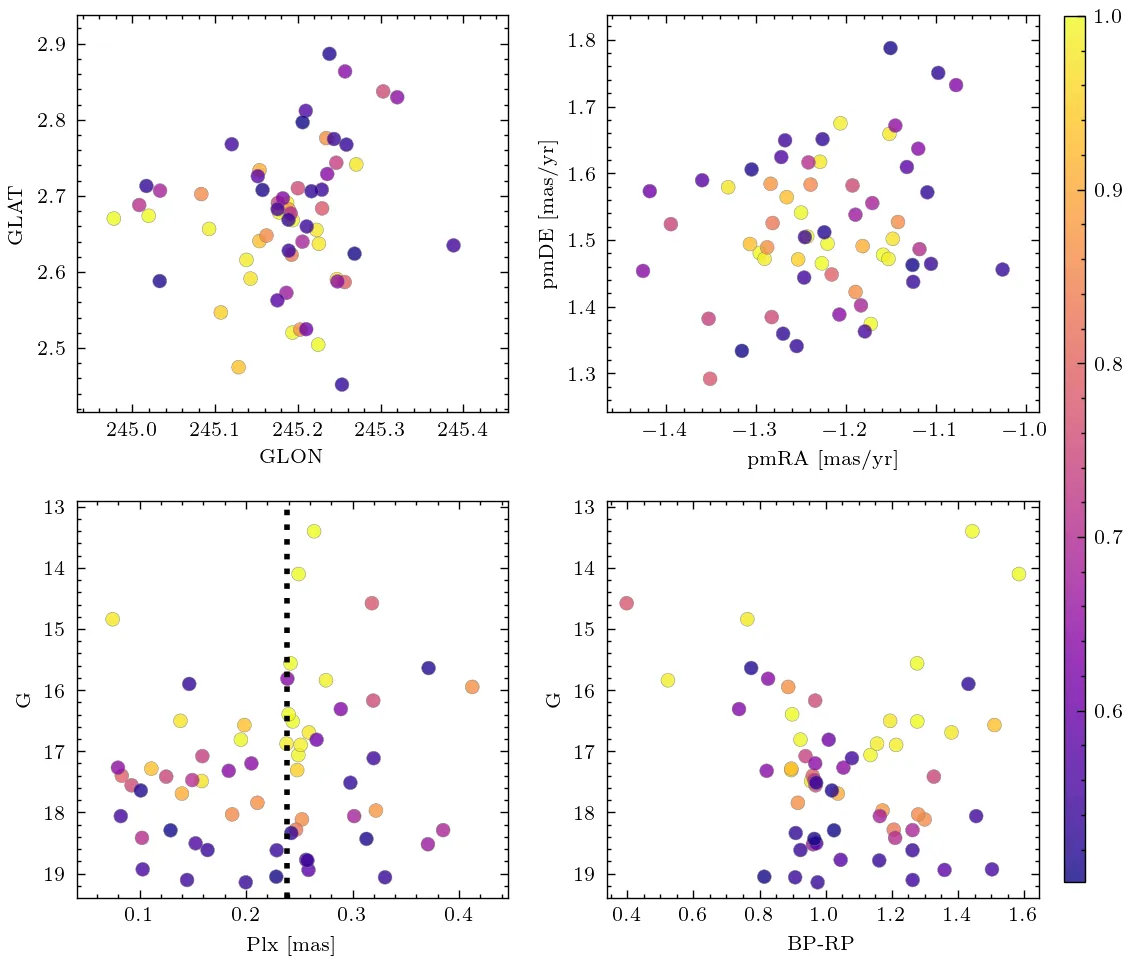 2.9
2.8
2.7
2.6
2.5
GLAT
245.0 245.1 245.2 245.3 245.4
GLON
1.8
1.7
1.6
1.5
1.4
1.3
pmDE [mas/yr]
−1.4 −1.3 −1.2 −1.1 −1.0
pmRA [mas/yr]
1.0
0.9
0.8
0.7
0.6
13
14
15
16
17
18
19
G
0.1 0.2 0.3 0.4
Plx [mas]
13
14
15
16
17
18
19
G
0.4 0.6 0.8 1.0 1.2 1.4 1.6
BP-RP